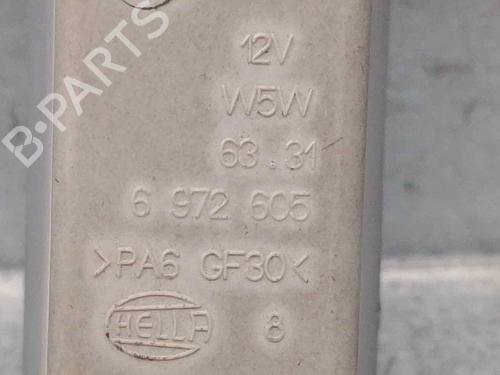 B-PARTS
12V
W5W
63.31
6 972 605
>PA6 GF30<
HELLA 8